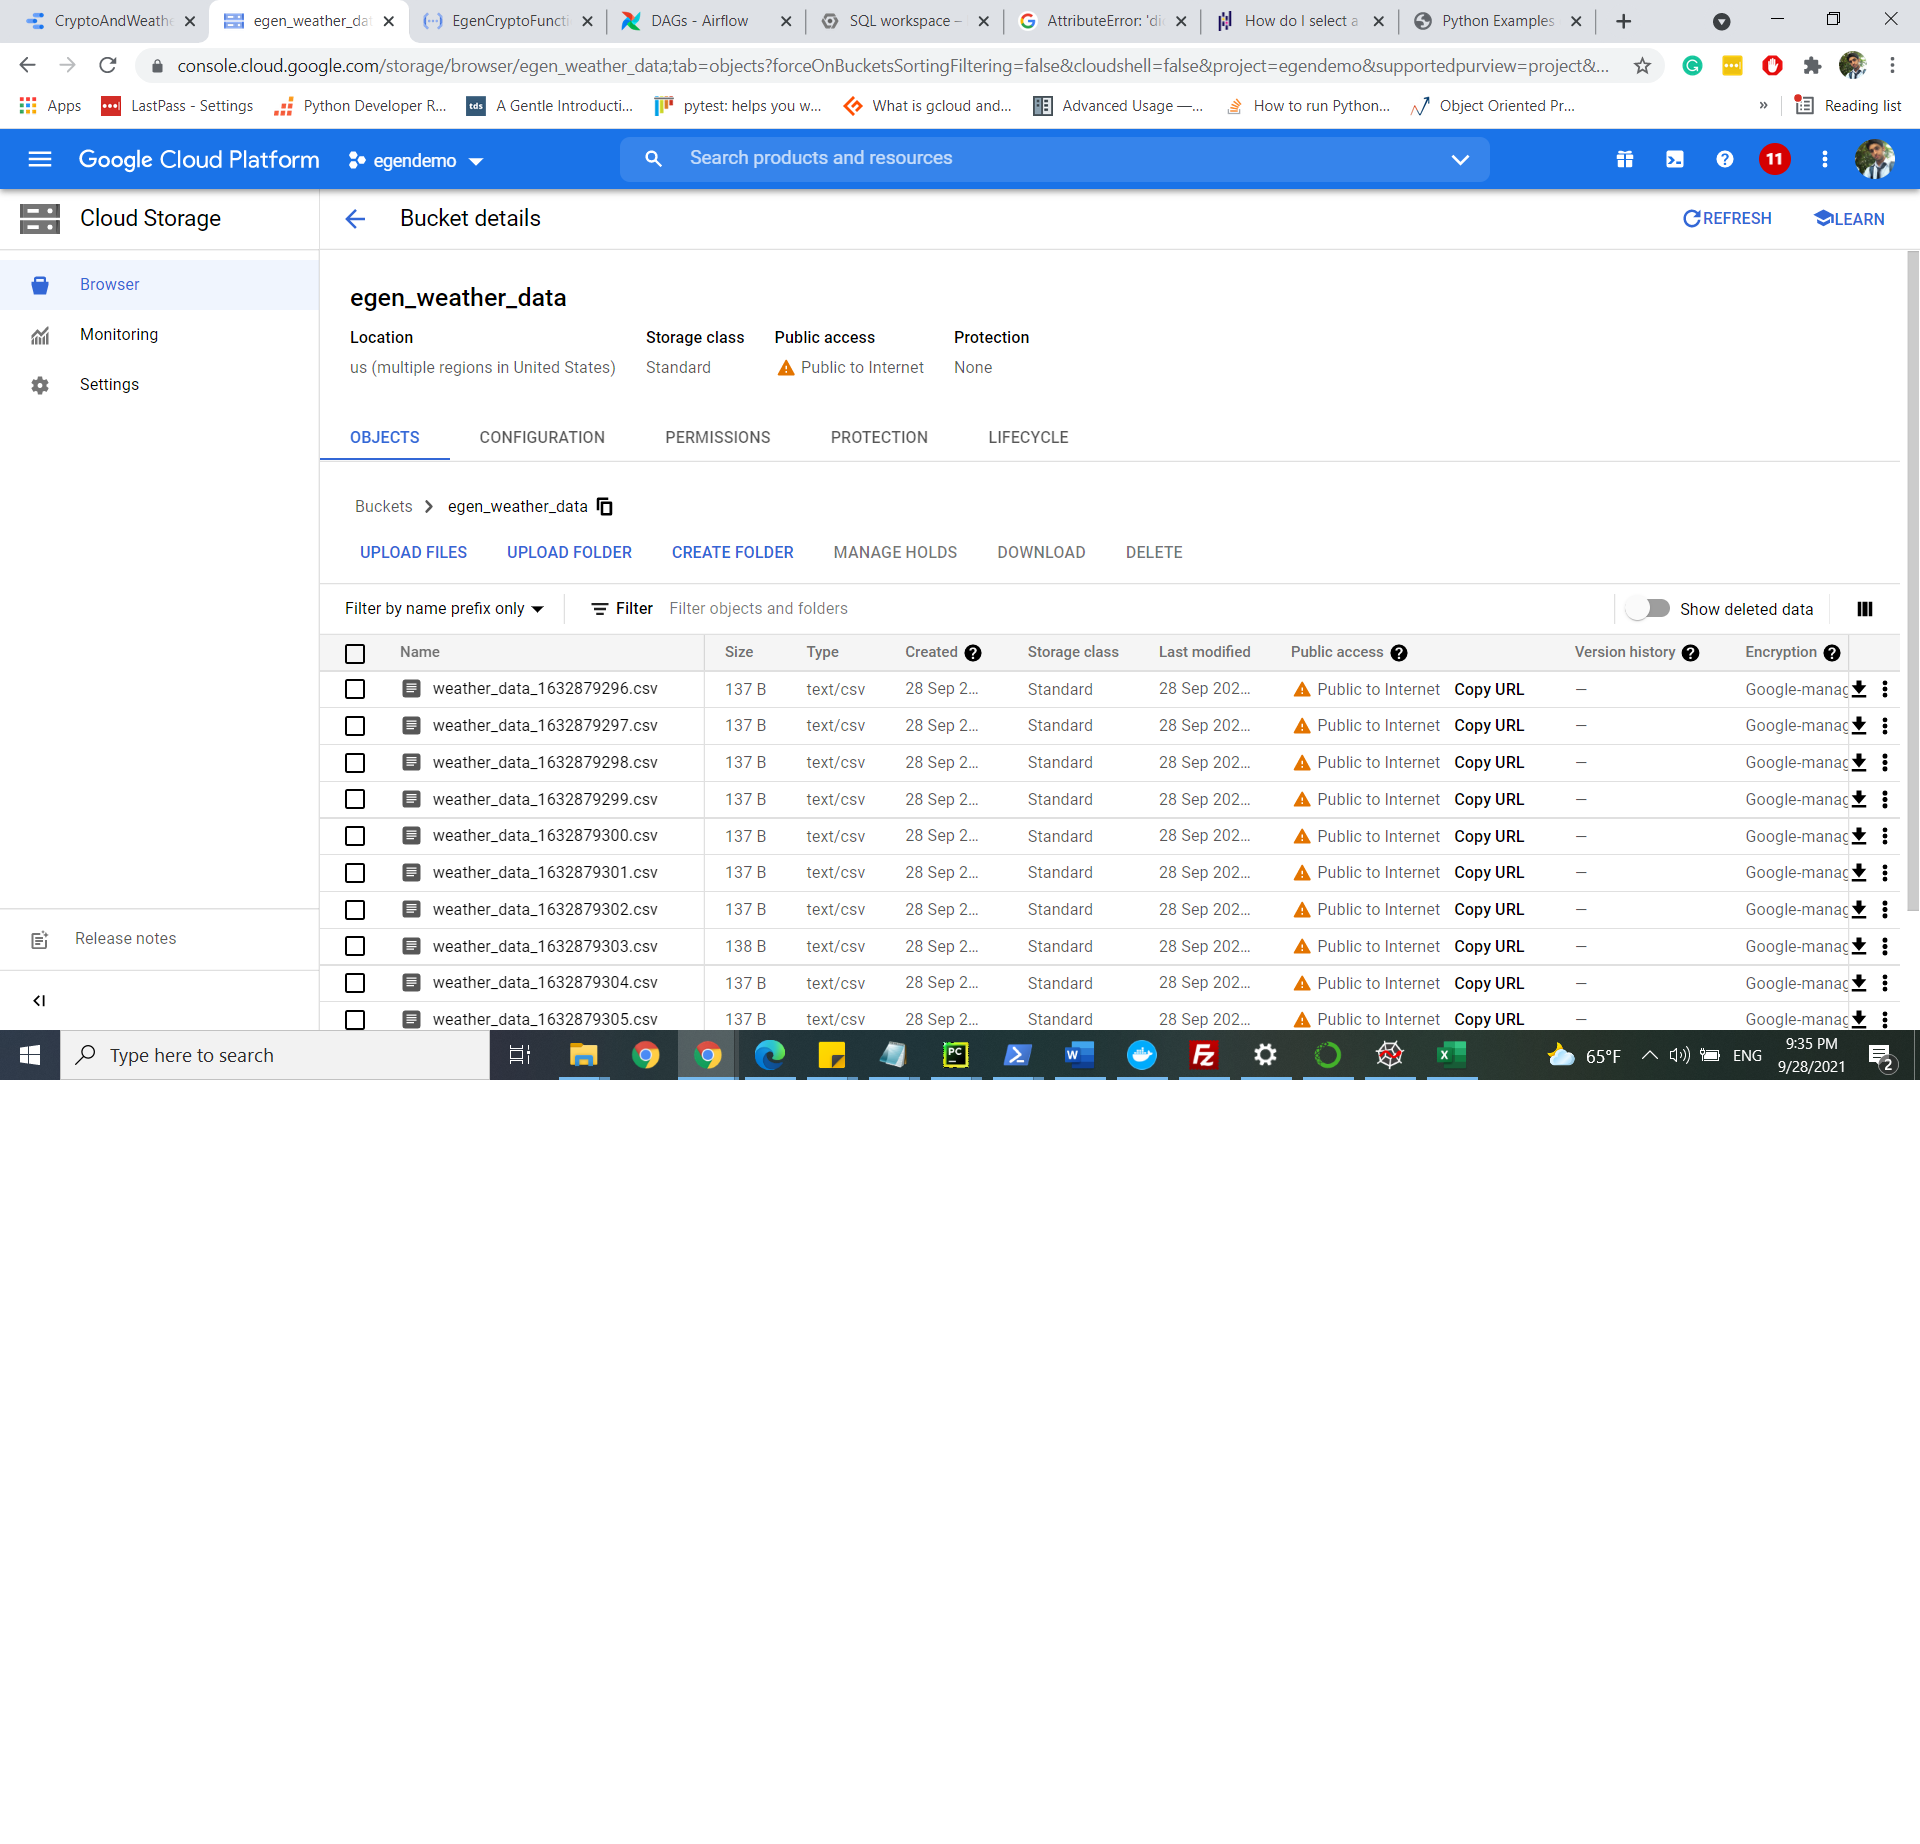 CryptoAndWeathe
egen_weather_dat
EgenCryptoFuncti
DAGs - Airflow
SQL workspace –
AttributeError: 'dic
How do I select a
Python Examples
console.cloud.google.com/storage/browser/egen_weather_data;tab=objects?forceOnBucketsSortingFiltering=false&cloudshell=false&project=egendemo&supportedpurview=project&...
Apps
LastPass - Settings
Python Developer R...
tds
A Gentle Introducti...
pytest: helps you w...
What is gcloud and...
Advanced Usage —...
How to run Python...
Object Oriented Pr...
»
Reading list
Google Cloud Platform
egendemo
Search products and resources
11
Cloud Storage
Bucket details
REFRESH
LEARN
Browser
Monitoring
Settings
Release notes
egen_weather_data
Location Storage class Public access Protection
us (multiple regions in United States) Standard Public to Internet None
OBJECTS CONFIGURATION PERMISSIONS PROTECTION LIFECYCLE
Buckets egen_weather_data
UPLOAD FILES UPLOAD FOLDER CREATE FOLDER MANAGE HOLDS DOWNLOAD DELETE
Filter by name prefix only Filter Filter objects and folders Show deleted data
Name Size Type Created Storage class Last modified Public access Version history Encryption
weather_data_1632879296.csv 137 B text/csv 28 Sep 2... Standard 28 Sep 202... Public to Internet Copy URL — Google-manag
weather_data_1632879297.csv 137 B text/csv 28 Sep 2... Standard 28 Sep 202... Public to Internet Copy URL — Google-manag
weather_data_1632879298.csv 137 B text/csv 28 Sep 2... Standard 28 Sep 202... Public to Internet Copy URL — Google-manag
weather_data_1632879299.csv 137 B text/csv 28 Sep 2... Standard 28 Sep 202... Public to Internet Copy URL — Google-manag
weather_data_1632879300.csv 137 B text/csv 28 Sep 2... Standard 28 Sep 202... Public to Internet Copy URL — Google-manag
weather_data_1632879301.csv 137 B text/csv 28 Sep 2... Standard 28 Sep 202... Public to Internet Copy URL — Google-manag
weather_data_1632879302.csv 137 B text/csv 28 Sep 2... Standard 28 Sep 202... Public to Internet Copy URL — Google-manag
weather_data_1632879303.csv 138 B text/csv 28 Sep 2... Standard 28 Sep 202... Public to Internet Copy URL — Google-manag
weather_data_1632879304.csv 137 B text/csv 28 Sep 2... Standard 28 Sep 202... Public to Internet Copy URL — Google-manag
weather_data_1632879305.csv 137 B text/csv 28 Sep 2... Standard 28 Sep 202... Public to Internet Copy URL — Google-manag
Type here to search
65°F
ENG
9:35 PM
9/28/2021
2